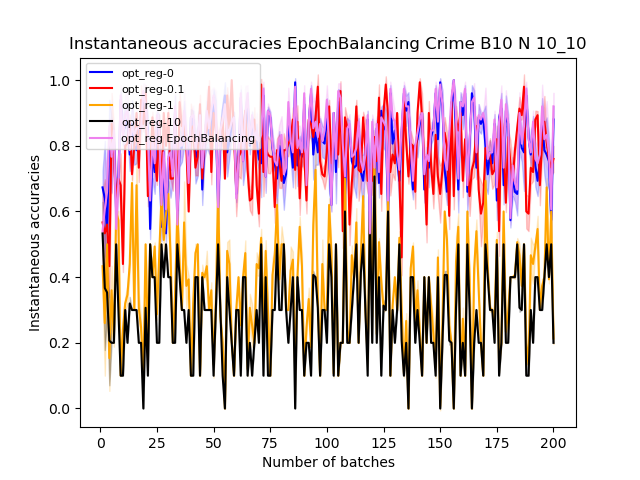 Instantaneous accuracies EpochBalancing Crime B10 N 10_10
opt_reg-0
opt_reg-0.1
opt_reg-1
opt_reg-10
opt_reg EpochBalancing
Instantaneous accuracies
1.0
0.8
0.6
0.4
0.2
0.0
0 25 50 75 100 125 150 175 200
Number of batches